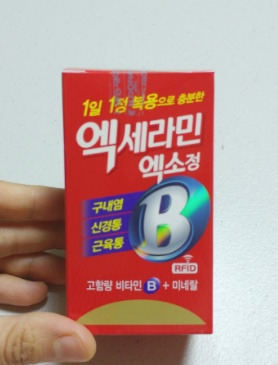 1일 1정 복용으로 충분한
엑세라민
엑소정
구내염
신경통
근육통
B
RFID
고함량 비타민 B + 미네랄